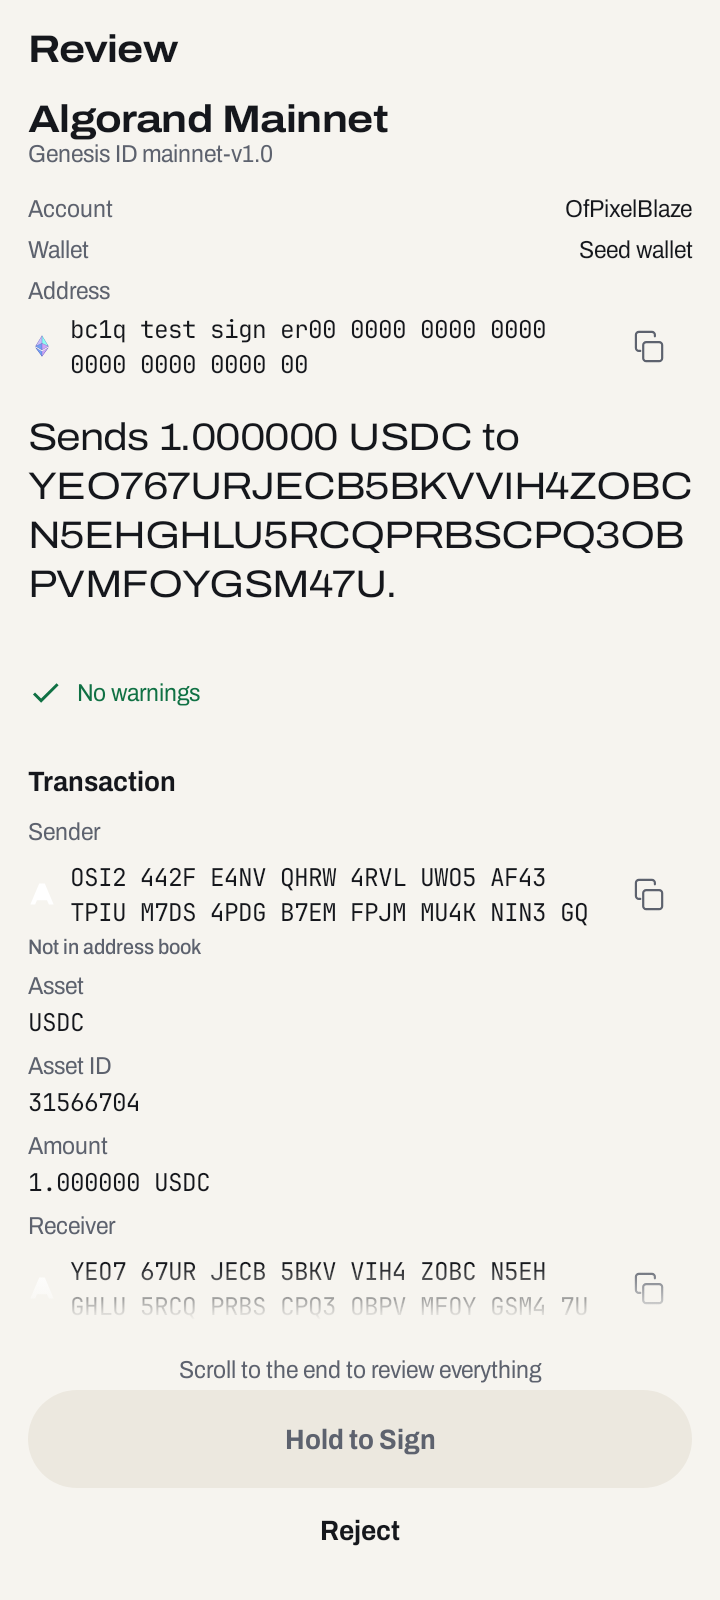 Review
Algorand Mainnet
Genesis ID mainnet-v1.0
Account OfPixelBlaze
Wallet Seed wallet
Address
bc1q test sign er00 0000 0000 0000
0000 0000 0000 00
Sends 1.000000 USDC to
YEO767URJECB5BKVVIH4ZOBC
N5EHGHLU5RCQPRBSCPQ3OB
PVMFOYGSM47U.
No warnings
Transaction
Sender
OSI2 442F E4NV QHRW 4RVL UWO5 AF43
TPIU M7DS 4PDG B7EM FPJM MU4K NIN3 GQ
Not in address book
Asset
USDC
Asset ID
31566704
Amount
1.000000 USDC
Receiver
YEO7 67UR JECB 5BKV VIH4 ZOBC N5EH
GHLU 5RCQ PRBS CPQ3 OBPV MFOY GSM4 7U
Scroll to the end to review everything
Hold to Sign
Reject